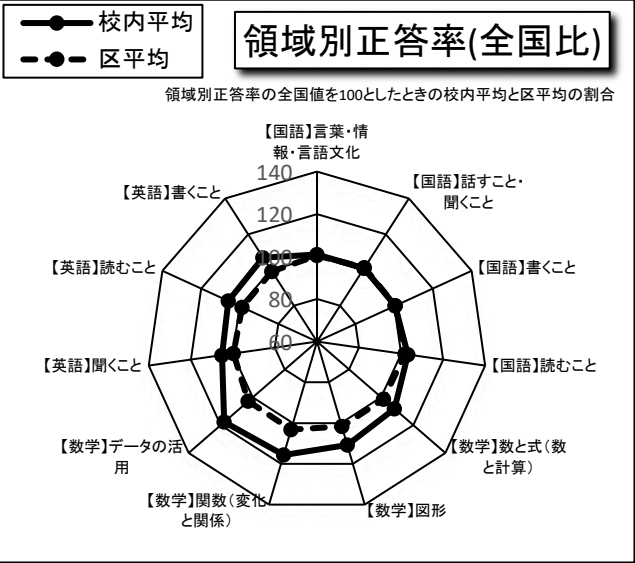 校内平均
区平均
領域別正答率(全国比)
領域別正答率の全国値を100としたときの校内平均と区平均の割合
【国語】言葉・情
報・言語文化
【国語】話すこと・
聞くこと
【国語】書くこと
【国語】読むこと
【数学】数と式(数
と計算)
【数学】図形
【数学】関数(変化
と関係)
【数学】データの活
用
【英語】聞くこと
【英語】読むこと
【英語】書くこと
140
120
100
80
60